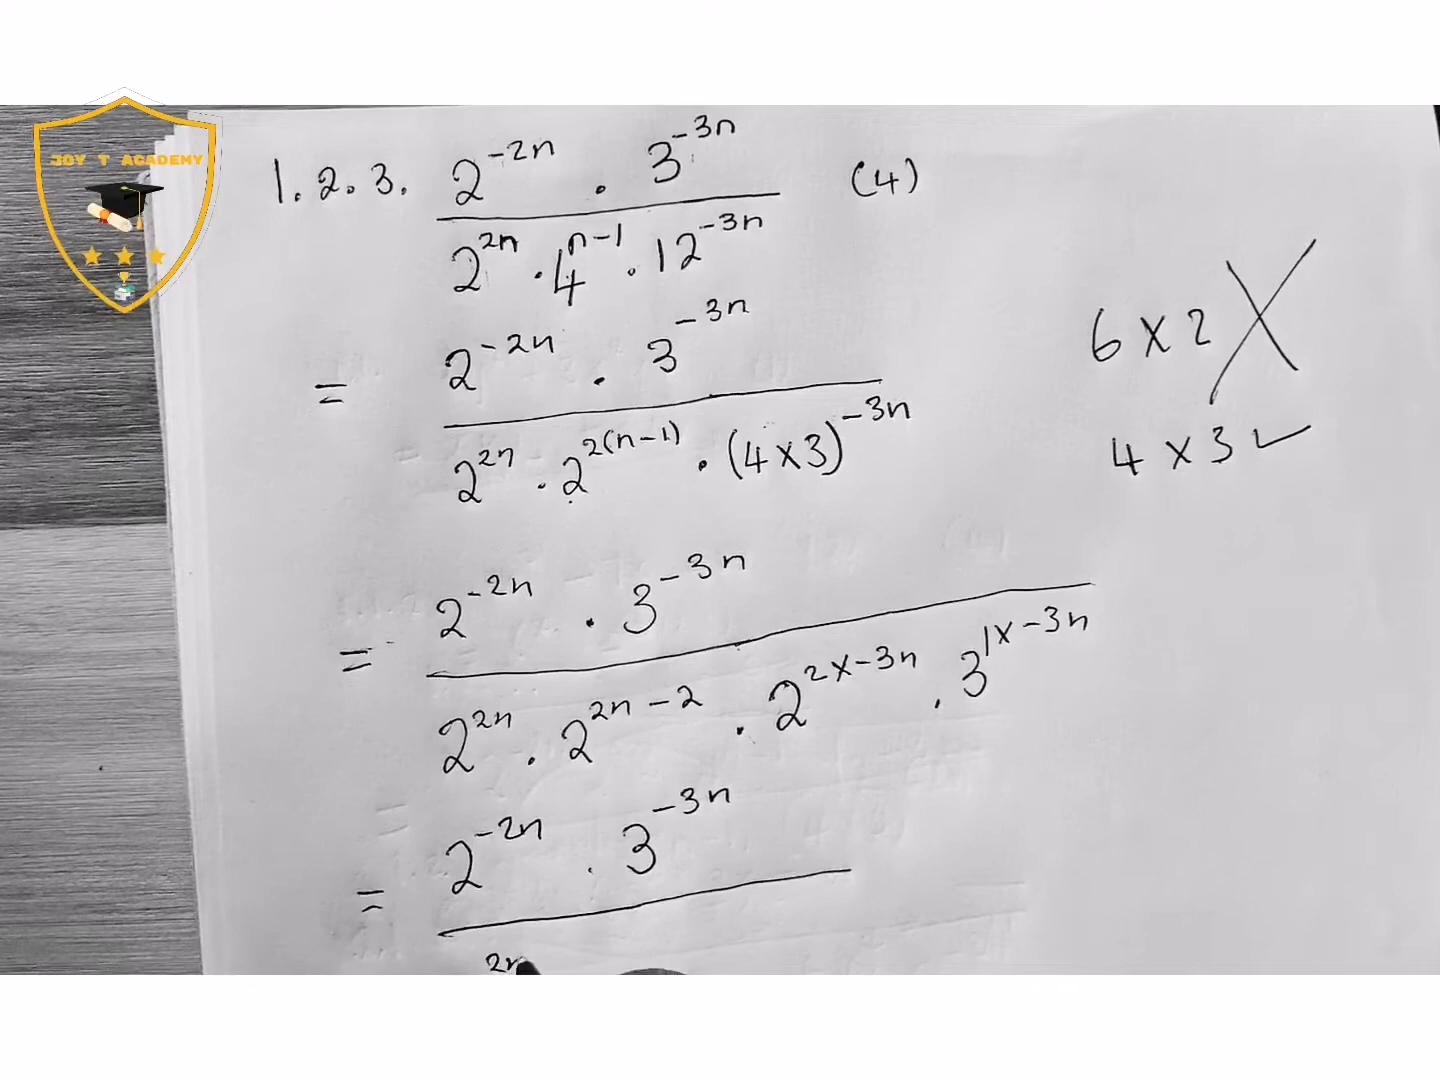 JOY T ACADEMY
1.2.3. 2^{-2n} · 3^{-3n} (4)
2^{2n} · 4^{n-1} · 12^{-3n}
= 2^{-2n} · 3^{-3n}
2^{2n} · 2^{2(n-1)} · (4×3)^{-3n}
6 × 2
4 × 3 ✓
= 2^{-2n} · 3^{-3n}
2^{2n} · 2^{2n-2} · 2^{2×-3n} · 3^{1×-3n}
= 2^{-2n} · 3^{-3n}